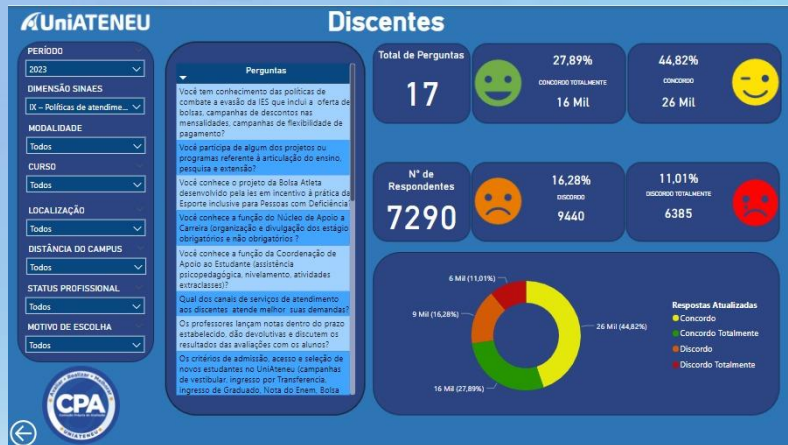 UniATENEU
Discentes
PERÍODO
2023
DIMENSÃO SINAES
IX – Políticas de atendime...
MODALIDADE
Todos
CURSO
Todos
LOCALIZAÇÃO
Todos
DISTÂNCIA DO CAMPUS
Todos
STATUS PROFISSIONAL
Todos
MOTIVO DE ESCOLHA
Todos
CPA
UNIATENEU
Perguntas
Você tem conhecimento das políticas de
combate a evasão da IES que inclui a oferta de
bolsas, campanhas de descontos nas
mensalidades, campanhas de flexibilidade de
pagamento?
Você participa de algum dos projetos ou
programas referente à articulação do ensino,
pesquisa e extensão?
Você conhece o projeto da Bolsa Atleta
desenvolvido pela ies em incentivo à prática da
Esporte inclusive para Pessoas com Deficiência?
Você conhece a função do Núcleo de Apoio a
Carreira (organização e divulgação dos estágio
obrigatórios e não obrigatórios ?
Você conhece a função da Coordenação de
Apoio ao Estudante (assistência
psicopedagógica, nivelamento, atividades
extraclasses)?
Qual dos canais de serviços de atendimento
aos discentes atende melhor suas demandas?
Os professores lançam notas dentro do prazo
estabelecido, dão devolutivas e discutem os
resultados das avaliações com os alunos?
Os critérios de admissão, acesso e seleção de
novos estudantes no UniAteneu (campanhas
de vestibular, Ingresso por Transferencia,
Ingresso de Graduado, Nota do Enem, Bolsa
Total de Perguntas
17
27,89%
CONCORDO TOTALMENTE
16 Mil
44,82%
CONCORDO
26 Mil
N° de
Respondentes
7290
16,28%
DISCORDO
9440
11,01%
DISCORDO TOTALMENTE
6385
6 Mil (11,01%)
9 Mil (16,28%)
26 Mil (44,82%)
16 Mil (27,89%)
Respostas Atualizadas
Concordo
Concordo Totalmente
Discordo
Discordo Totalmente